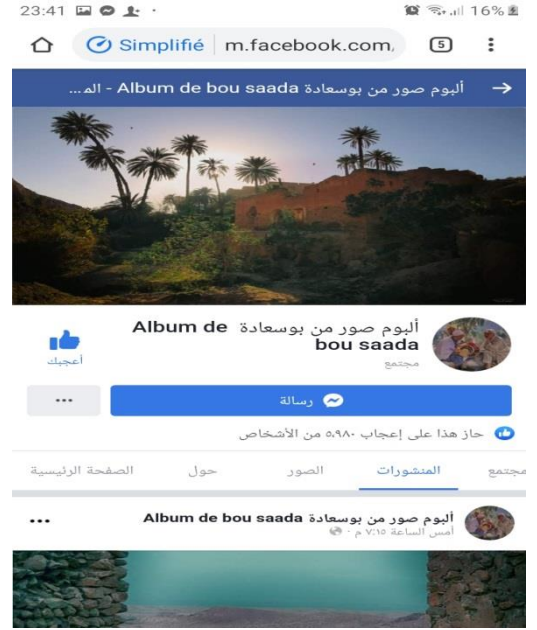 23:41 16%
Simplifié m.facebook.com, 5
ألبوم صور من بوسعادة Album de bou saada - الم...
ألبوم صور من بوسعادة Album de
bou saada
مجتمع
أعجبك
رسالة
حاز هذا على إعجاب ٥،٩٨٠ من الأشخاص
مجتمع المنشورات الصور حول الصفحة الرئيسية
ألبوم صور من بوسعادة Album de bou saada
أمس الساعة ٧:١٥ م ·